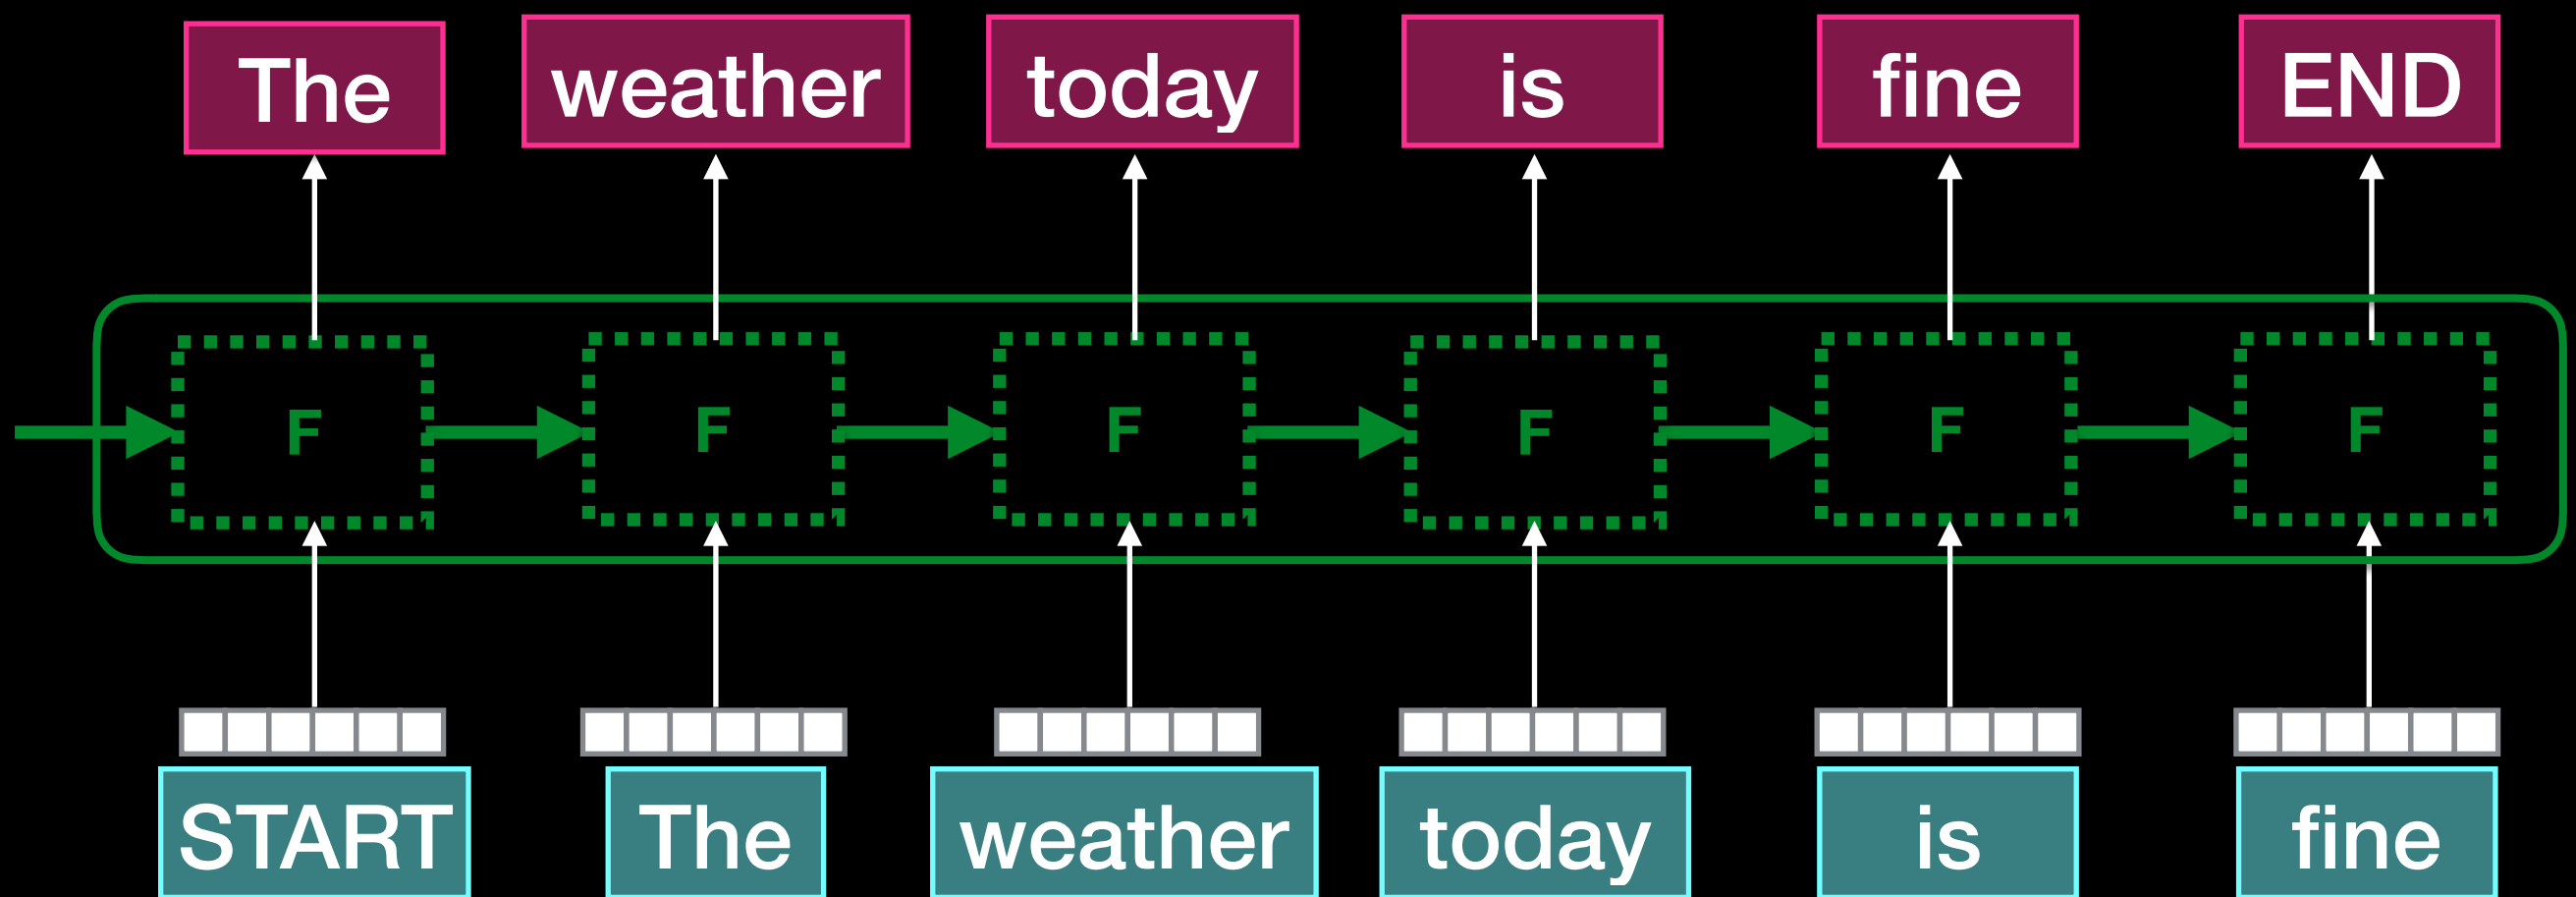 The weather today is fine END
F F F F F F
START The weather today is fine